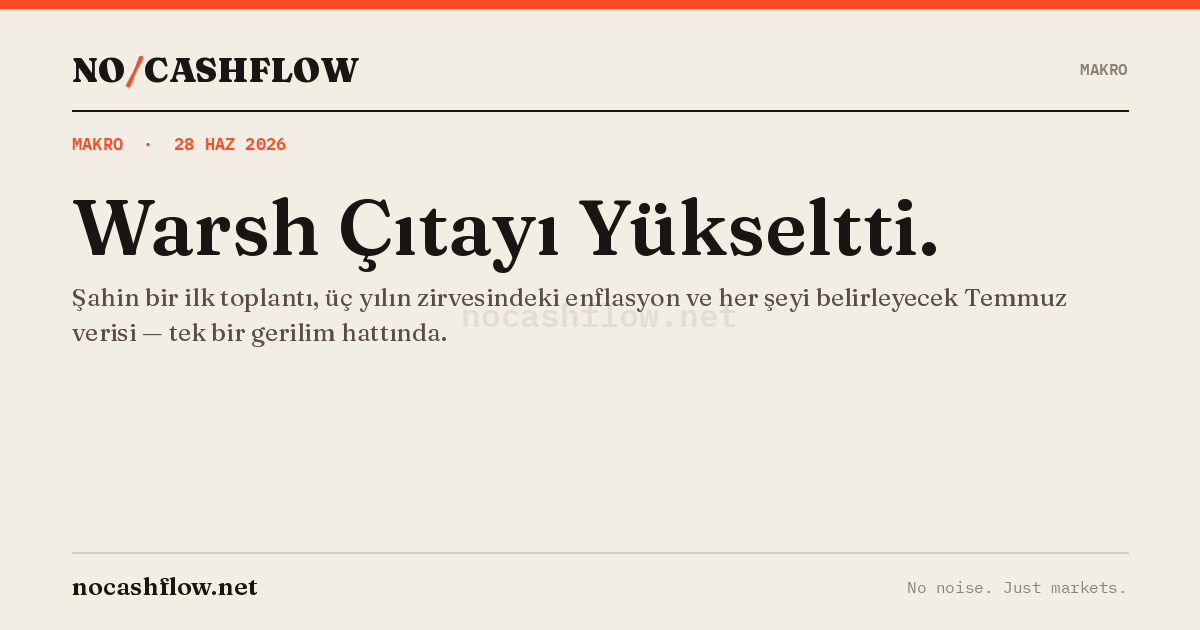 NO/CASHFLOW
MAKRO
MAKRO · 28 HAZ 2026
Warsh Çıtayı Yükseltti.
Şahin bir ilk toplantı, üç yılın zirvesindeki enflasyon ve her şeyi belirleyecek Temmuz
nocashflow.net
verisi — tek bir gerilim hattında.
nocashflow.net
No noise. Just markets.